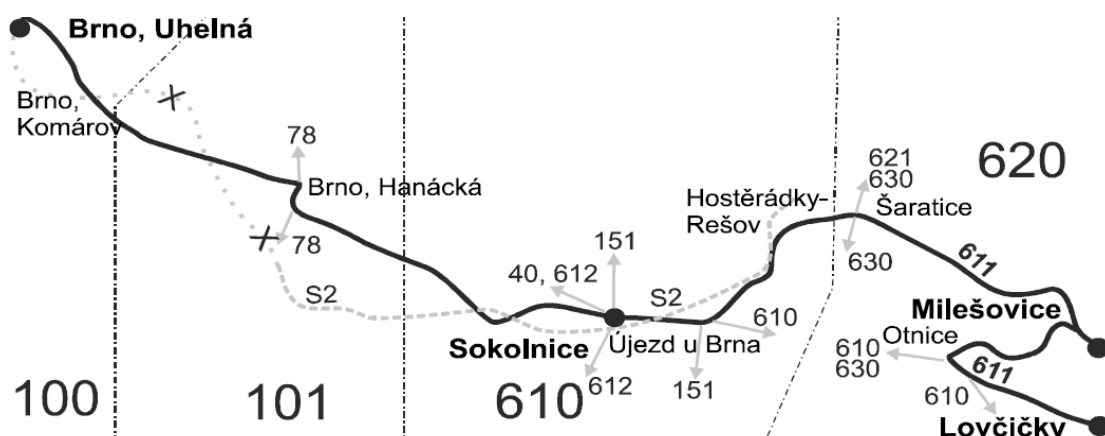 Brno, Uhelná
Brno,
Komárov
78
Brno, Hanácká
78
S2
40, 612
151
Sokolnice
612
S2
Újezd u Brna
151
610
Hostěrádky-
Rešov
621
630
Šaratice
630
611
620
Milešovice
Otnice
610
630
611
610
Lovčičky
100
101
610